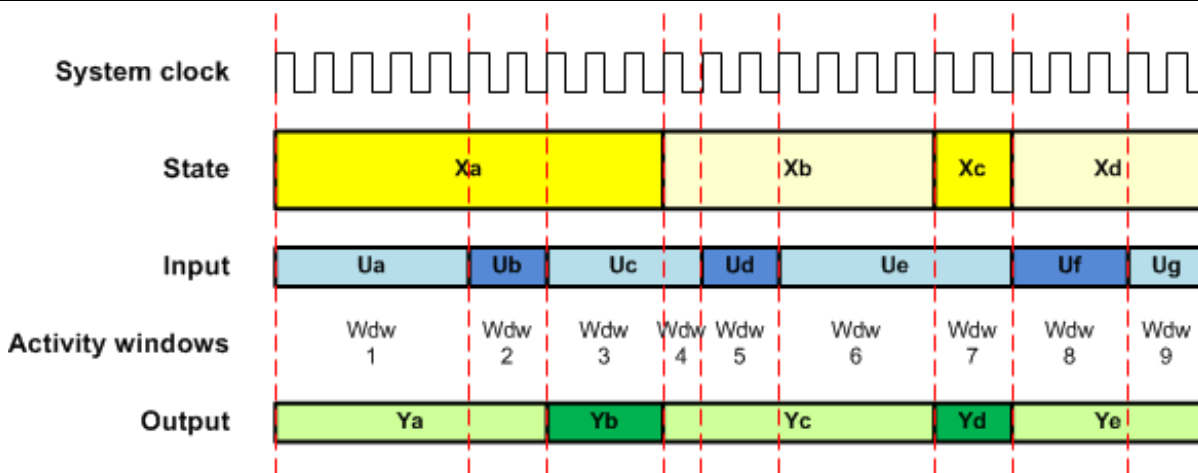 System clock
State
Xa
Xb
Xc
Xd
Input
Ua
Ub
Uc
Ud
Ue
Uf
Ug
Activity windows
Wdw
1
Wdw
2
Wdw
3
Wdw
4
Wdw
5
Wdw
6
Wdw
7
Wdw
8
Wdw
9
Output
Ya
Yb
Yc
Yd
Ye